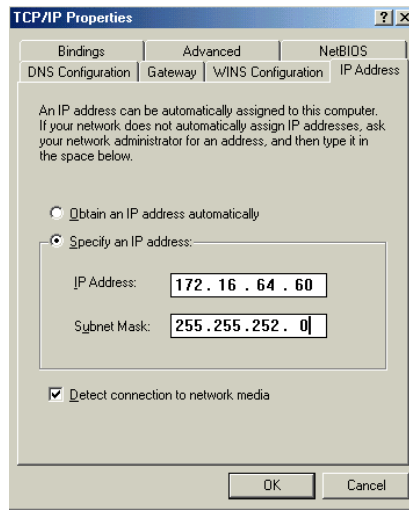 TCP/IP Properties
Bindings Advanced NetBIOS
DNS Configuration Gateway WINS Configuration IP Address
An IP address can be automatically assigned to this computer.
If your network does not automatically assign IP addresses, ask
your network administrator for an address, and then type it in
the space below.
Obtain an IP address automatically
Specify an IP address:
IP Address: 172 . 16 . 64 . 60
Subnet Mask: 255.255.252. 0
Detect connection to network media
OK Cancel